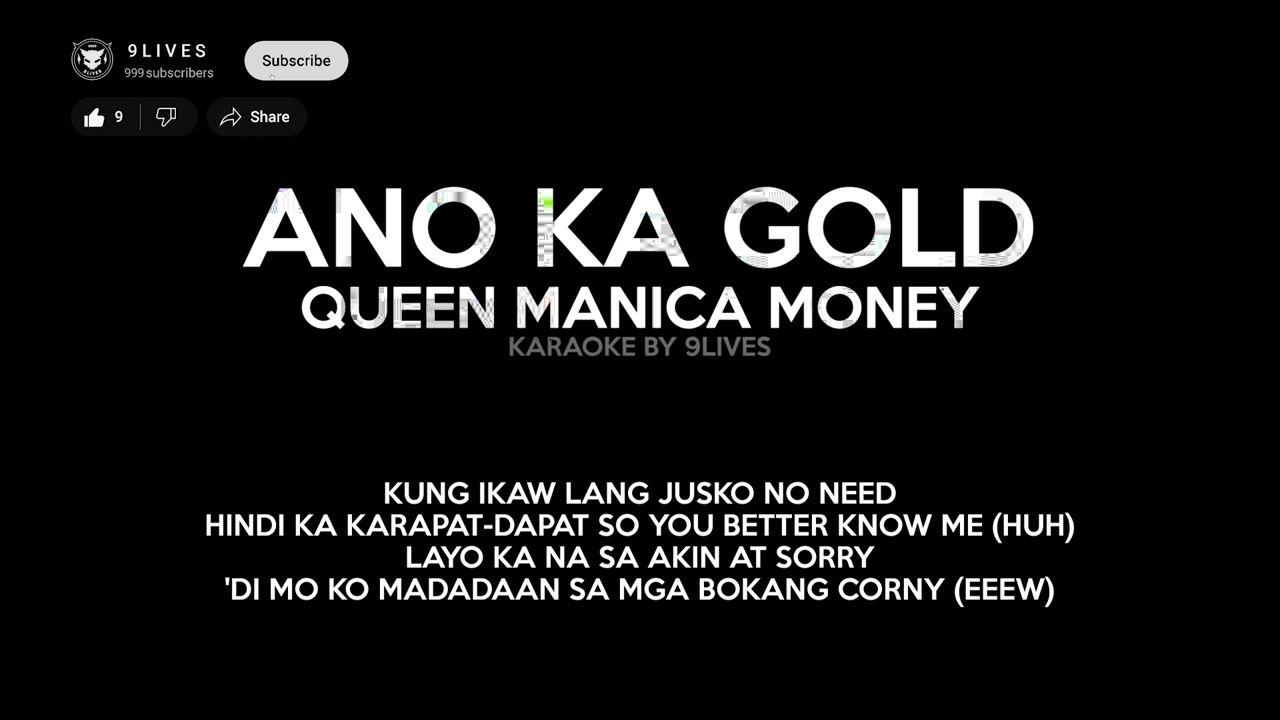 9LIVES
999 subscribers
Subscribe
9
Share
ANO KA GOLD
QUEEN MANICA MONEY
KARAOKE BY 9LIVES
KUNG IKAW LANG JUSKO NO NEED
HINDI KA KARAPAT-DAPAT SO YOU BETTER KNOW ME (HUH)
LAYO KA NA SA AKIN AT SORRY
'DI MO KO MADADAAN SA MGA BOKANG CORNY (EEEW)